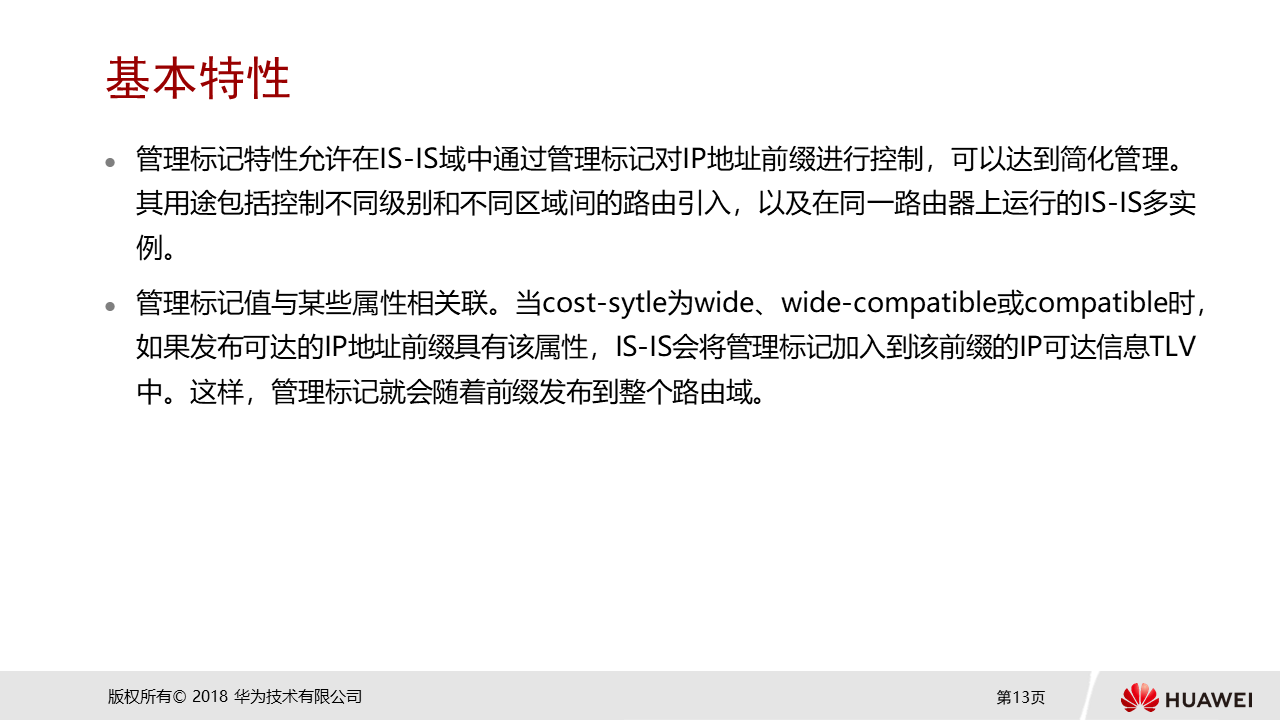 基本特性
• 管理标记特性允许在IS-IS域中通过管理标记对IP地址前缀进行控制，可以达到简化管理。
其用途包括控制不同级别和不同区域间的路由引入，以及在同一路由器上运行的IS-IS多实
例。
• 管理标记值与某些属性相关联。当cost-sytle为wide、wide-compatible或compatible时，
如果发布可达的IP地址前缀具有该属性，IS-IS会将管理标记加入到该前缀的IP可达信息TLV
中。这样，管理标记就会随着前缀发布到整个路由域。
版权所有© 2018 华为技术有限公司
第13页
HUAWEI